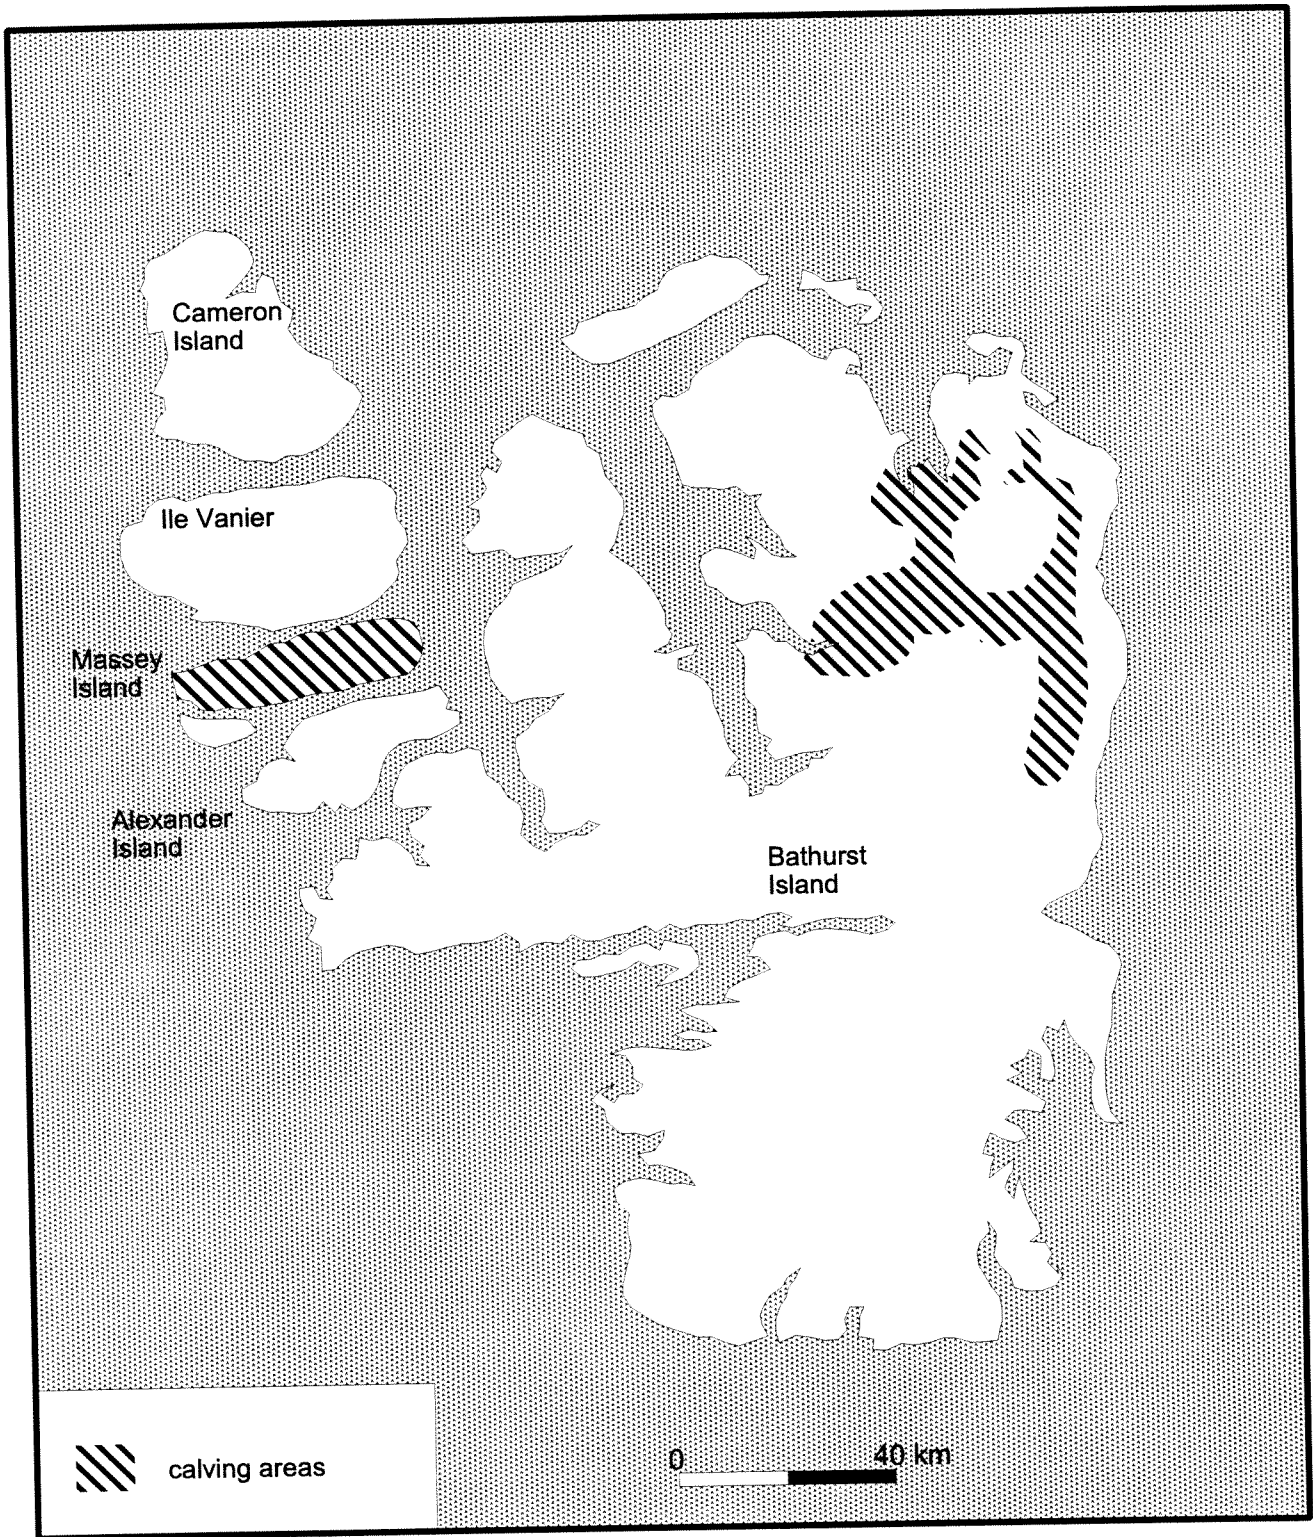 Cameron
Island
Ile Vanier
Massey
Island
Alexander
Island
Bathurst
Island
calving areas
0 40 km